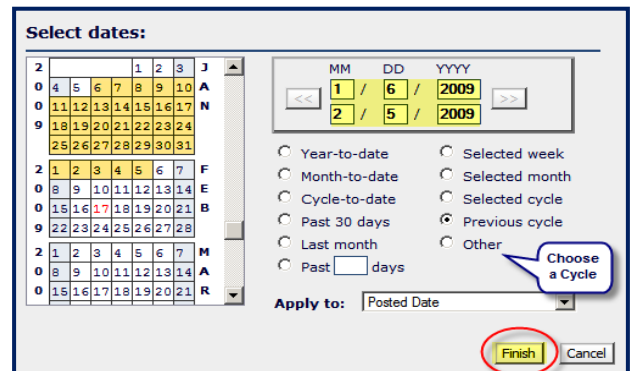 Select dates:
2 1 2 3 J
0 4 5 6 7 8 9 10 A
0 11 12 13 14 15 16 17 N
9 18 19 20 21 22 23 24
25 26 27 28 29 30 31
2 1 2 3 4 5 6 7 F
0 8 9 10 11 12 13 14 E
0 15 16 17 18 19 20 21 B
9 22 23 24 25 26 27 28
2 1 2 3 4 5 6 7 M
0 8 9 10 11 12 13 14 A
0 15 16 17 18 19 20 21 R
MM DD YYYY
<< 1 / 6 / 2009 >>
2 / 5 / 2009
Year-to-date
Month-to-date
Cycle-to-date
Past 30 days
Last month
Past days
Selected week
Selected month
Selected cycle
Previous cycle
Other
Choose
a Cycle
Apply to: Posted Date
Finish Cancel